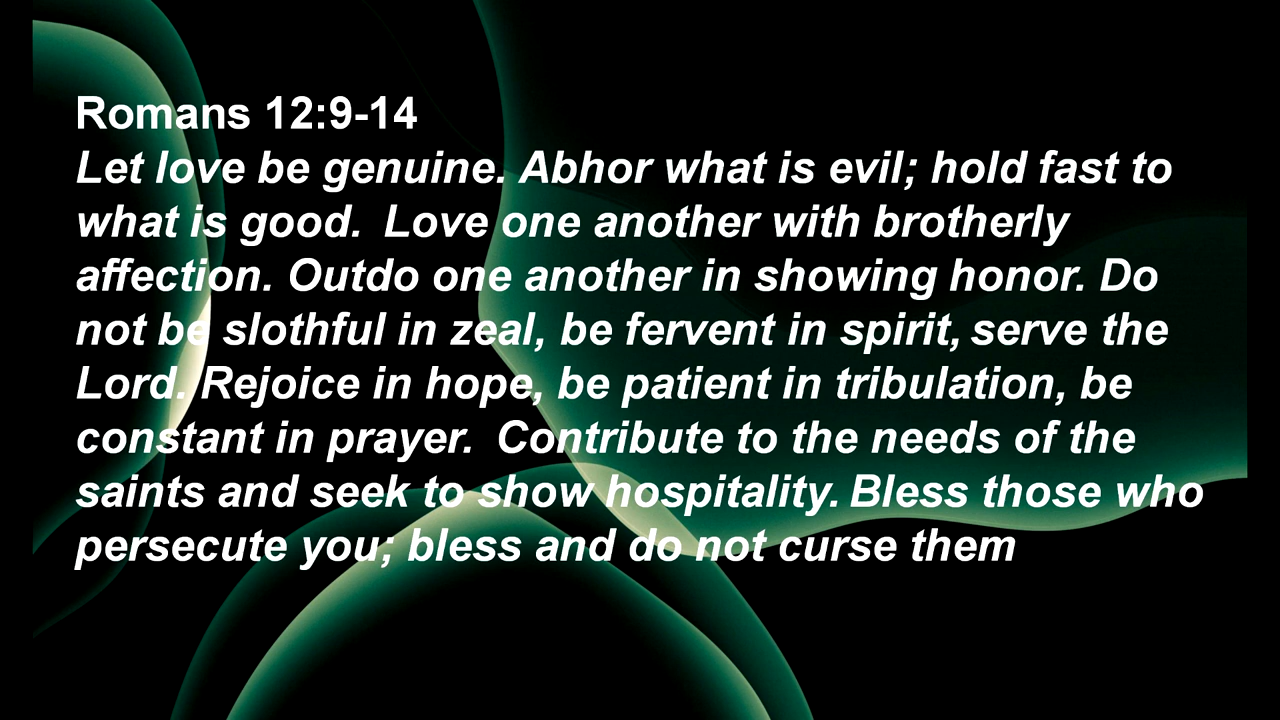 Romans 12:9-14
Let love be genuine. Abhor what is evil; hold fast to
what is good.  Love one another with brotherly
affection. Outdo one another in showing honor. Do
not be slothful in zeal, be fervent in spirit, serve the
Lord. Rejoice in hope, be patient in tribulation, be
constant in prayer.  Contribute to the needs of the
saints and seek to show hospitality. Bless those who
persecute you; bless and do not curse them